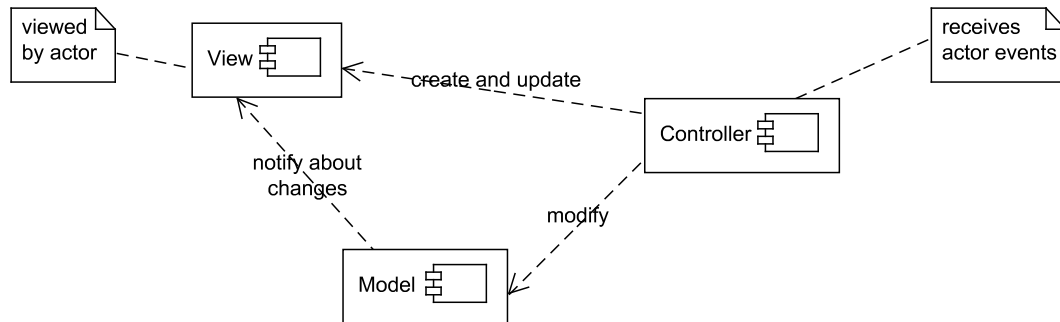 viewed
by actor
View
create and update
receives
actor events
Controller
notify about
changes
modify
Model